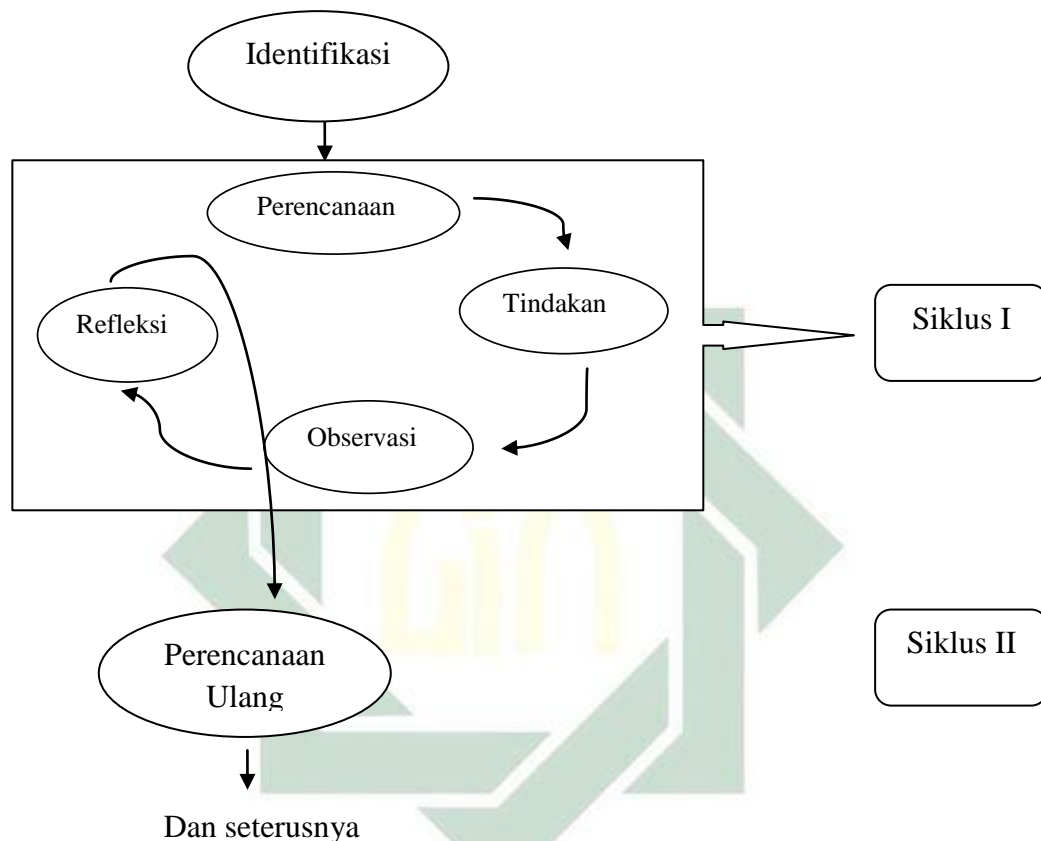 Identifikasi
Perencanaan
Tindakan
Refleksi
Observasi
Siklus I
Perencanaan
Ulang
Siklus II
Dan seterusnya